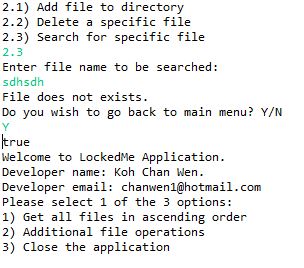 2.1) Add file to directory
2.2) Delete a specific file
2.3) Search for specific file
2.3
Enter file name to be searched:
sdhsdh
File does not exists.
Do you wish to go back to main menu? Y/N
Y
true
Welcome to LockedMe Application.
Developer name: Koh Chan Wen.
Developer email: chanwen1@hotmail.com
Please select 1 of the 3 options:
1) Get all files in ascending order
2) Additional file operations
3) Close the application